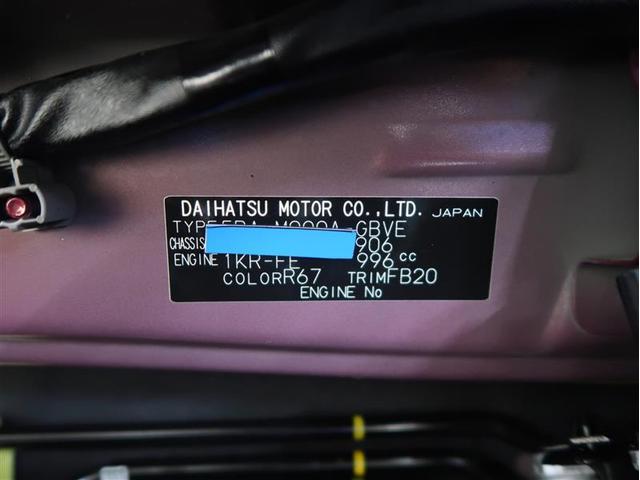 DAIHATSU MOTOR CO.,LTD. JAPAN
TYPE GBVE
CHASSIS 906
ENGINE 1KR-FE 996 cc
COLOR R67 TRIM FB20
ENGINE No